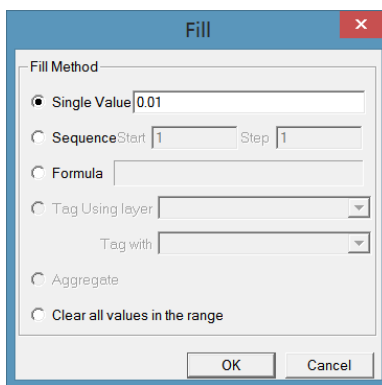 Fill
Fill Method
Single Value 0.01
Sequence Start 1 Step 1
Formula
Tag Using layer
Tag with
Aggregate
Clear all values in the range
OK Cancel